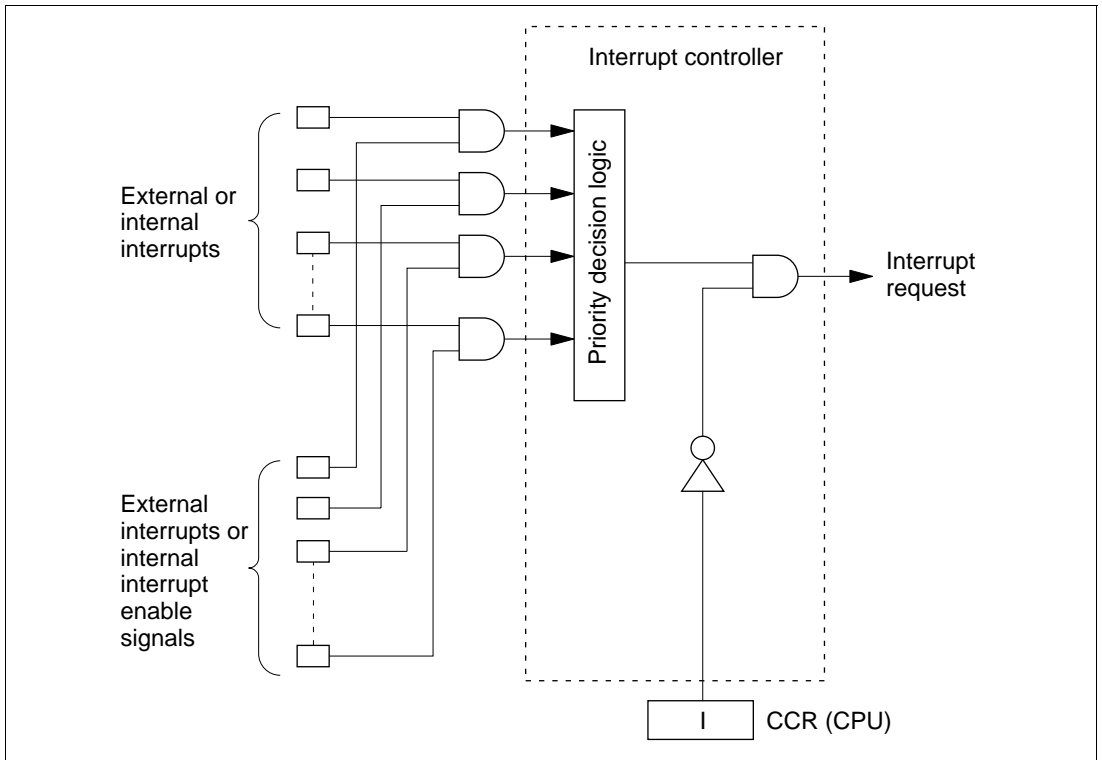 Interrupt controller
External or
internal
interrupts
Priority decision logic
Interrupt
request
External
interrupts or
internal
interrupt
enable
signals
I
CCR (CPU)